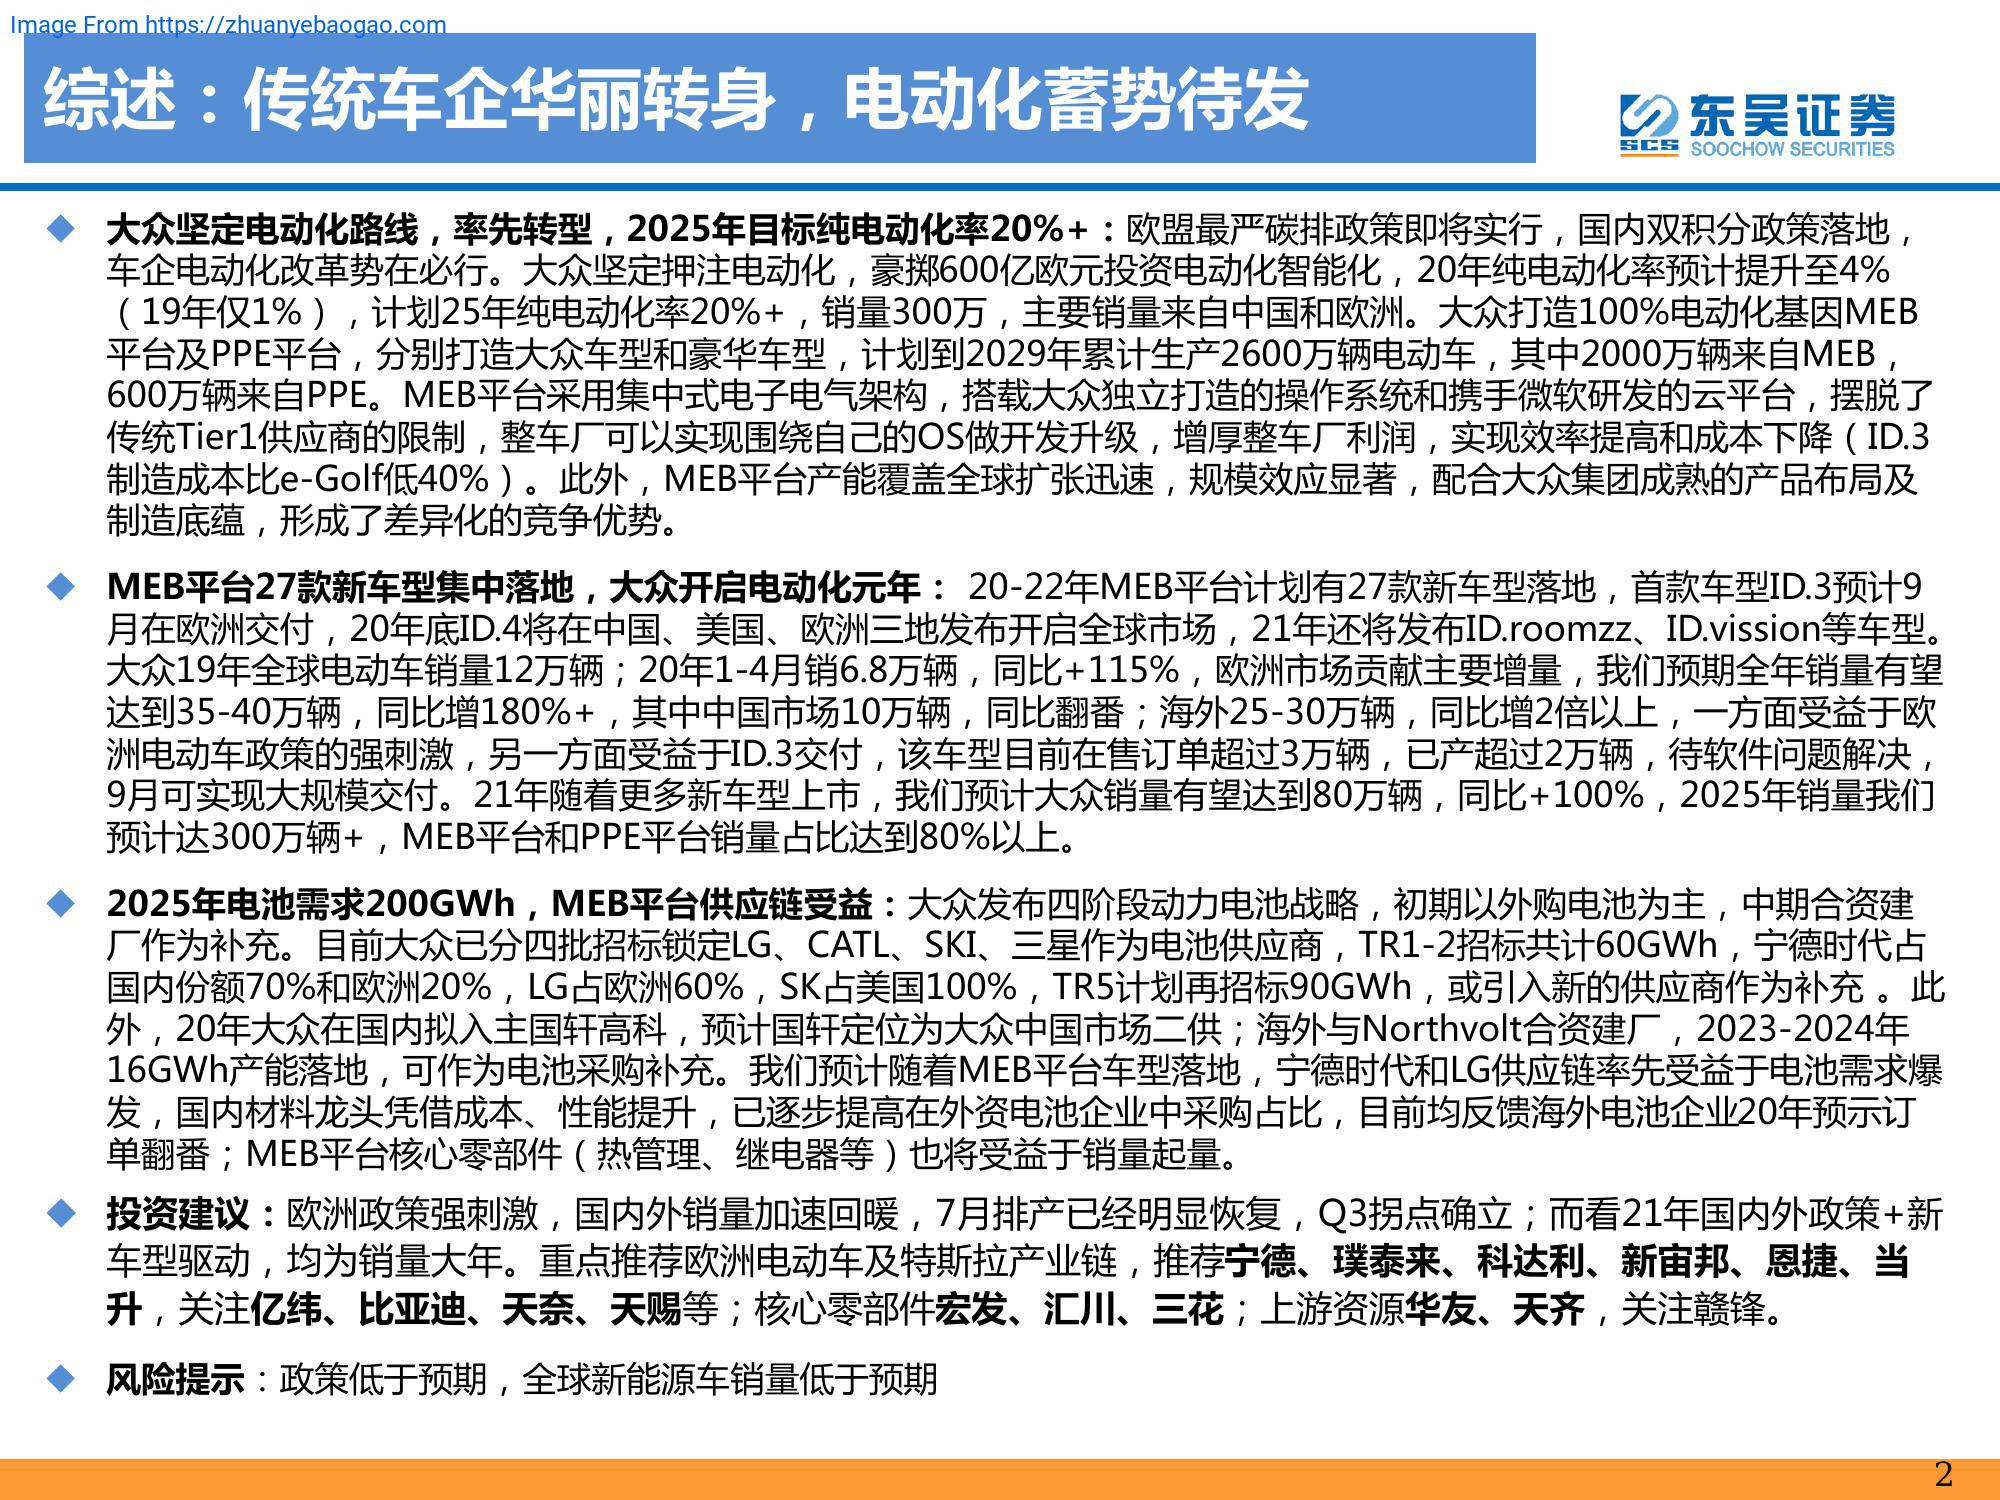 Image From https://zhuanyebaogao.com
综述：传统车企华丽转身，电动化蓄势待发
东吴证券
SCS
SOOCHOW SECURITIES
大众坚定电动化路线，率先转型，2025年目标纯电动化率20%+：欧盟最严碳排政策即将实行，国内双积分政策落地，
车企电动化改革势在必行。大众坚定押注电动化，豪掷600亿欧元投资电动化智能化，20年纯电动化率预计提升至4%
（19年仅1%），计划25年纯电动化率20%+，销量300万，主要销量来自中国和欧洲。大众打造100%电动化基因MEB
平台及PPE平台，分别打造大众车型和豪华车型，计划到2029年累计生产2600万辆电动车，其中2000万辆来自MEB，
600万辆来自PPE。MEB平台采用集中式电子电气架构，搭载大众独立打造的操作系统和携手微软研发的云平台，摆脱了
传统Tier1供应商的限制，整车厂可以实现围绕自己的OS做开发升级，增厚整车厂利润，实现效率提高和成本下降（ID.3
制造成本比e-Golf低40%）。此外，MEB平台产能覆盖全球扩张迅速，规模效应显著，配合大众集团成熟的产品布局及
制造底蕴，形成了差异化的竞争优势。
MEB平台27款新车型集中落地，大众开启电动化元年： 20-22年MEB平台计划有27款新车型落地，首款车型ID.3预计9
月在欧洲交付，20年底ID.4将在中国、美国、欧洲三地发布开启全球市场，21年还将发布ID.roomzz、ID.vission等车型。
大众19年全球电动车销量12万辆；20年1-4月销6.8万辆，同比+115%，欧洲市场贡献主要增量，我们预期全年销量有望
达到35-40万辆，同比增180%+，其中中国市场10万辆，同比翻番；海外25-30万辆，同比增2倍以上，一方面受益于欧
洲电动车政策的强刺激，另一方面受益于ID.3交付，该车型目前在售订单超过3万辆，已产超过2万辆，待软件问题解决，
9月可实现大规模交付。21年随着更多新车型上市，我们预计大众销量有望达到80万辆，同比+100%，2025年销量我们
预计达300万辆+，MEB平台和PPE平台销量占比达到80%以上。
2025年电池需求200GWh，MEB平台供应链受益：大众发布四阶段动力电池战略，初期以外购电池为主，中期合资建
厂作为补充。目前大众已分四批招标锁定LG、CATL、SKI、三星作为电池供应商，TR1-2招标共计60GWh，宁德时代占
国内份额70%和欧洲20%，LG占欧洲60%，SK占美国100%，TR5计划再招标90GWh，或引入新的供应商作为补充 。此
外，20年大众在国内拟入主国轩高科，预计国轩定位为大众中国市场二供；海外与Northvolt合资建厂，2023-2024年
16GWh产能落地，可作为电池采购补充。我们预计随着MEB平台车型落地，宁德时代和LG供应链率先受益于电池需求爆
发，国内材料龙头凭借成本、性能提升，已逐步提高在外资电池企业中采购占比，目前均反馈海外电池企业20年预示订
单翻番；MEB平台核心零部件（热管理、继电器等）也将受益于销量起量。
投资建议：欧洲政策强刺激，国内外销量加速回暖，7月排产已经明显恢复，Q3拐点确立；而看21年国内外政策+新
车型驱动，均为销量大年。重点推荐欧洲电动车及特斯拉产业链，推荐宁德、璞泰来、科达利、新宙邦、恩捷、当
升，关注亿纬、比亚迪、天奈、天赐等；核心零部件宏发、汇川、三花；上游资源华友、天齐，关注赣锋。
风险提示：政策低于预期，全球新能源车销量低于预期
2